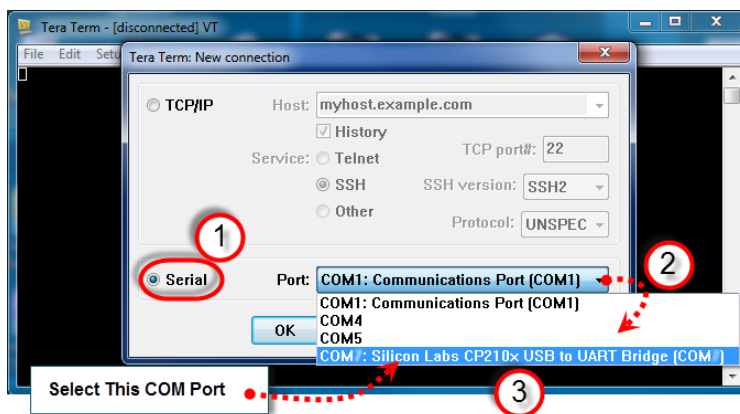 Tera Term - [disconnected] VT
File Edit Setu
Tera Term: New connection
TCP/IP
Host: myhost.example.com
History
Service: Telnet
TCP port#: 22
SSH
SSH version: SSH2
Other
Protocol: UNSPEC
1
Serial
Port: COM1: Communications Port (COM1)
2
COM1: Communications Port (COM1)
COM4
COM5
COM7: Silicon Labs CP210x USB to UART Bridge (COM7)
OK
Select This COM Port
3